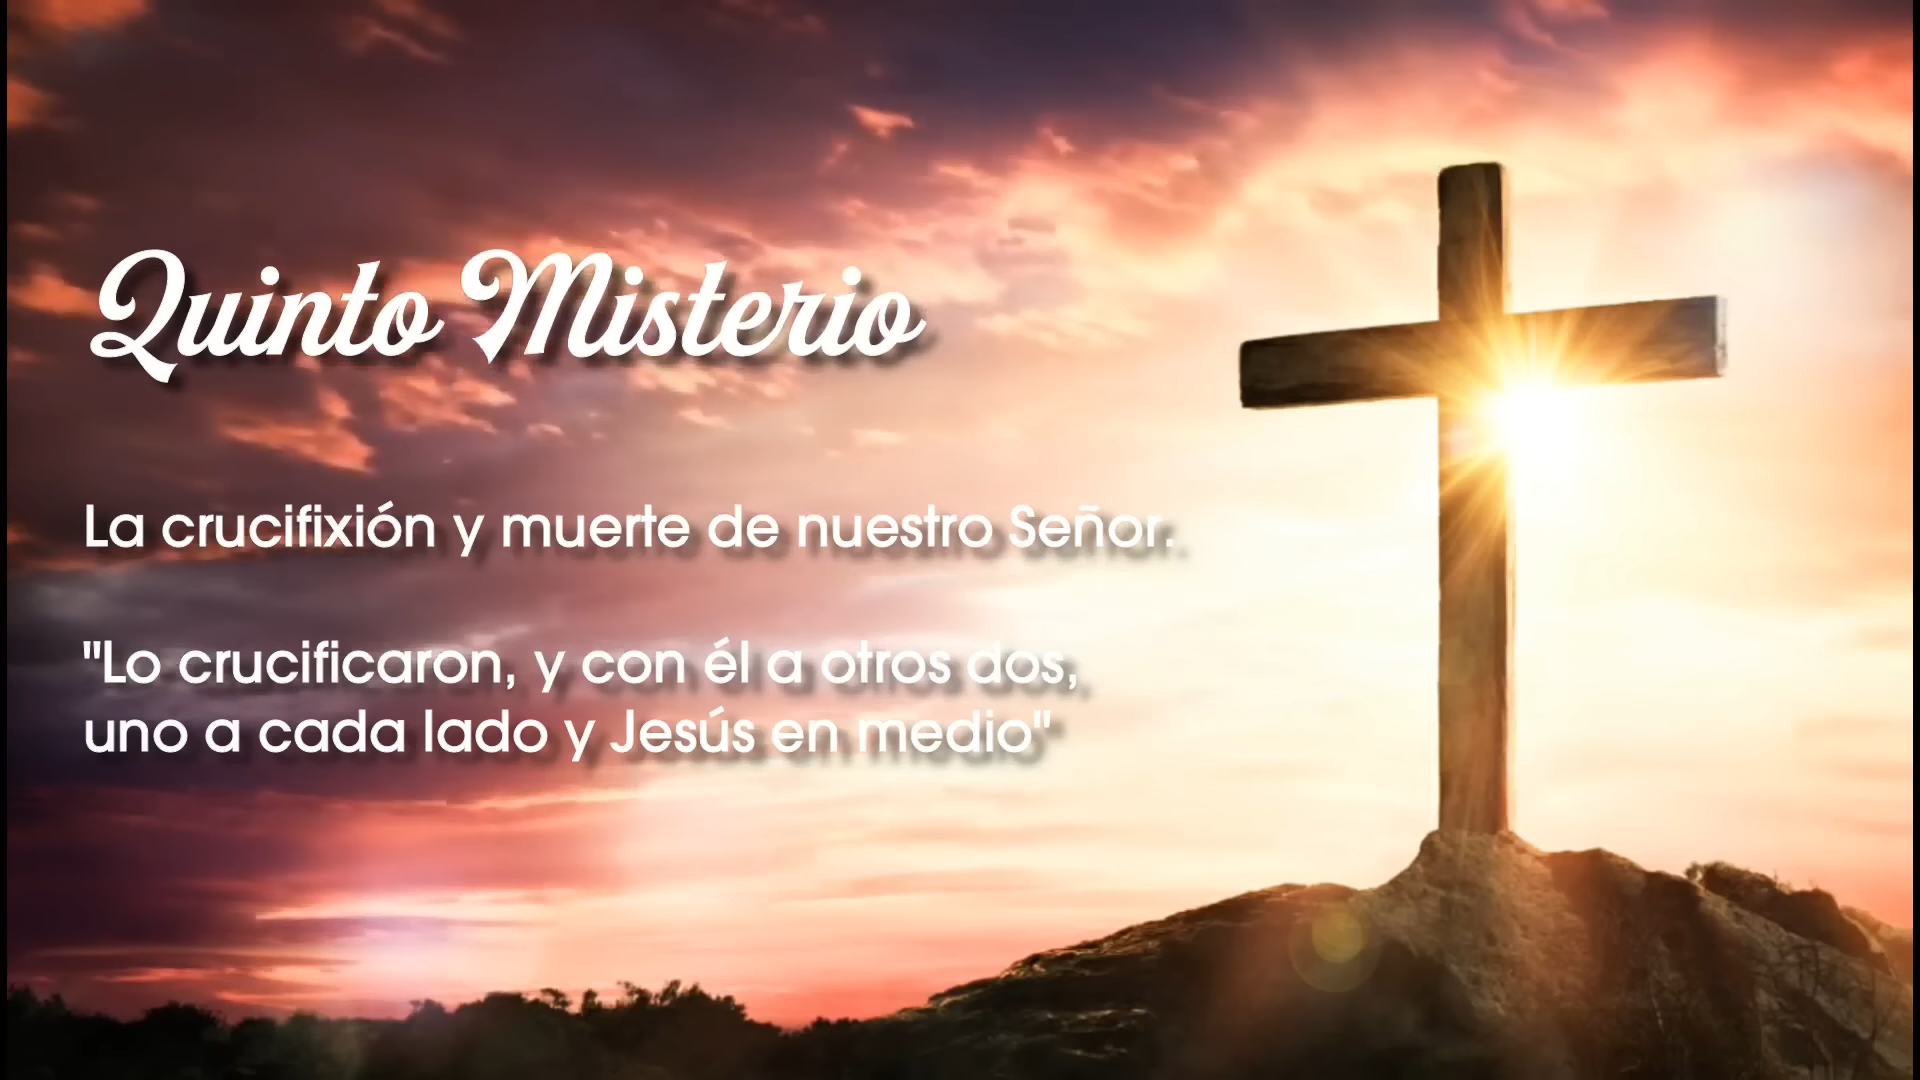 Quinto Misterio
La crucifixión y muerte de nuestro Señor.
"Lo crucificaron, y con él a otros dos,
uno a cada lado y Jesús en medio"